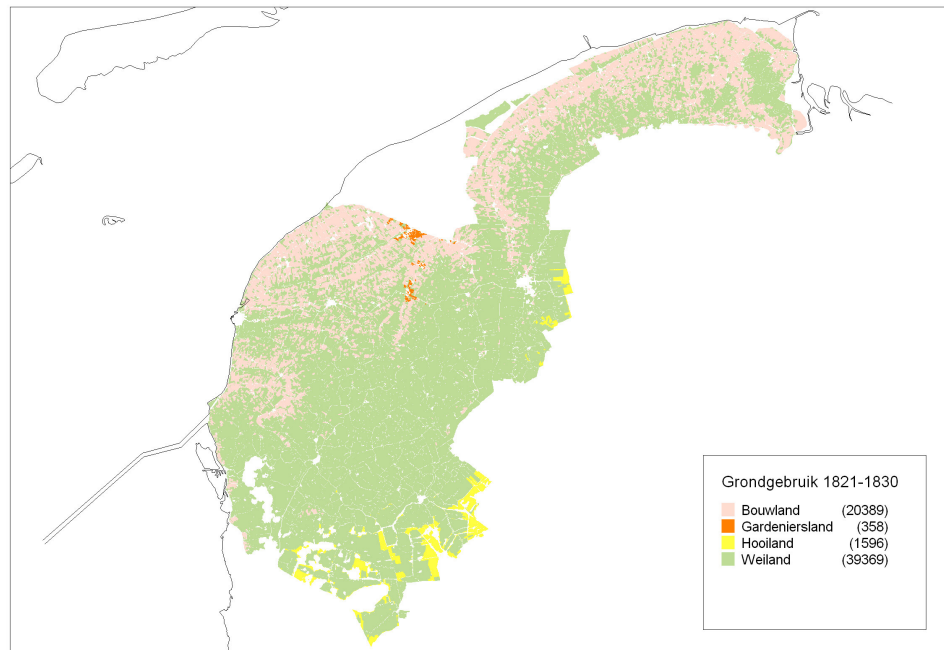 Grondgebruik 1821-1830
Bouwland (20389)
Gardeniersland (358)
Hooiland (1596)
Weiland (39369)